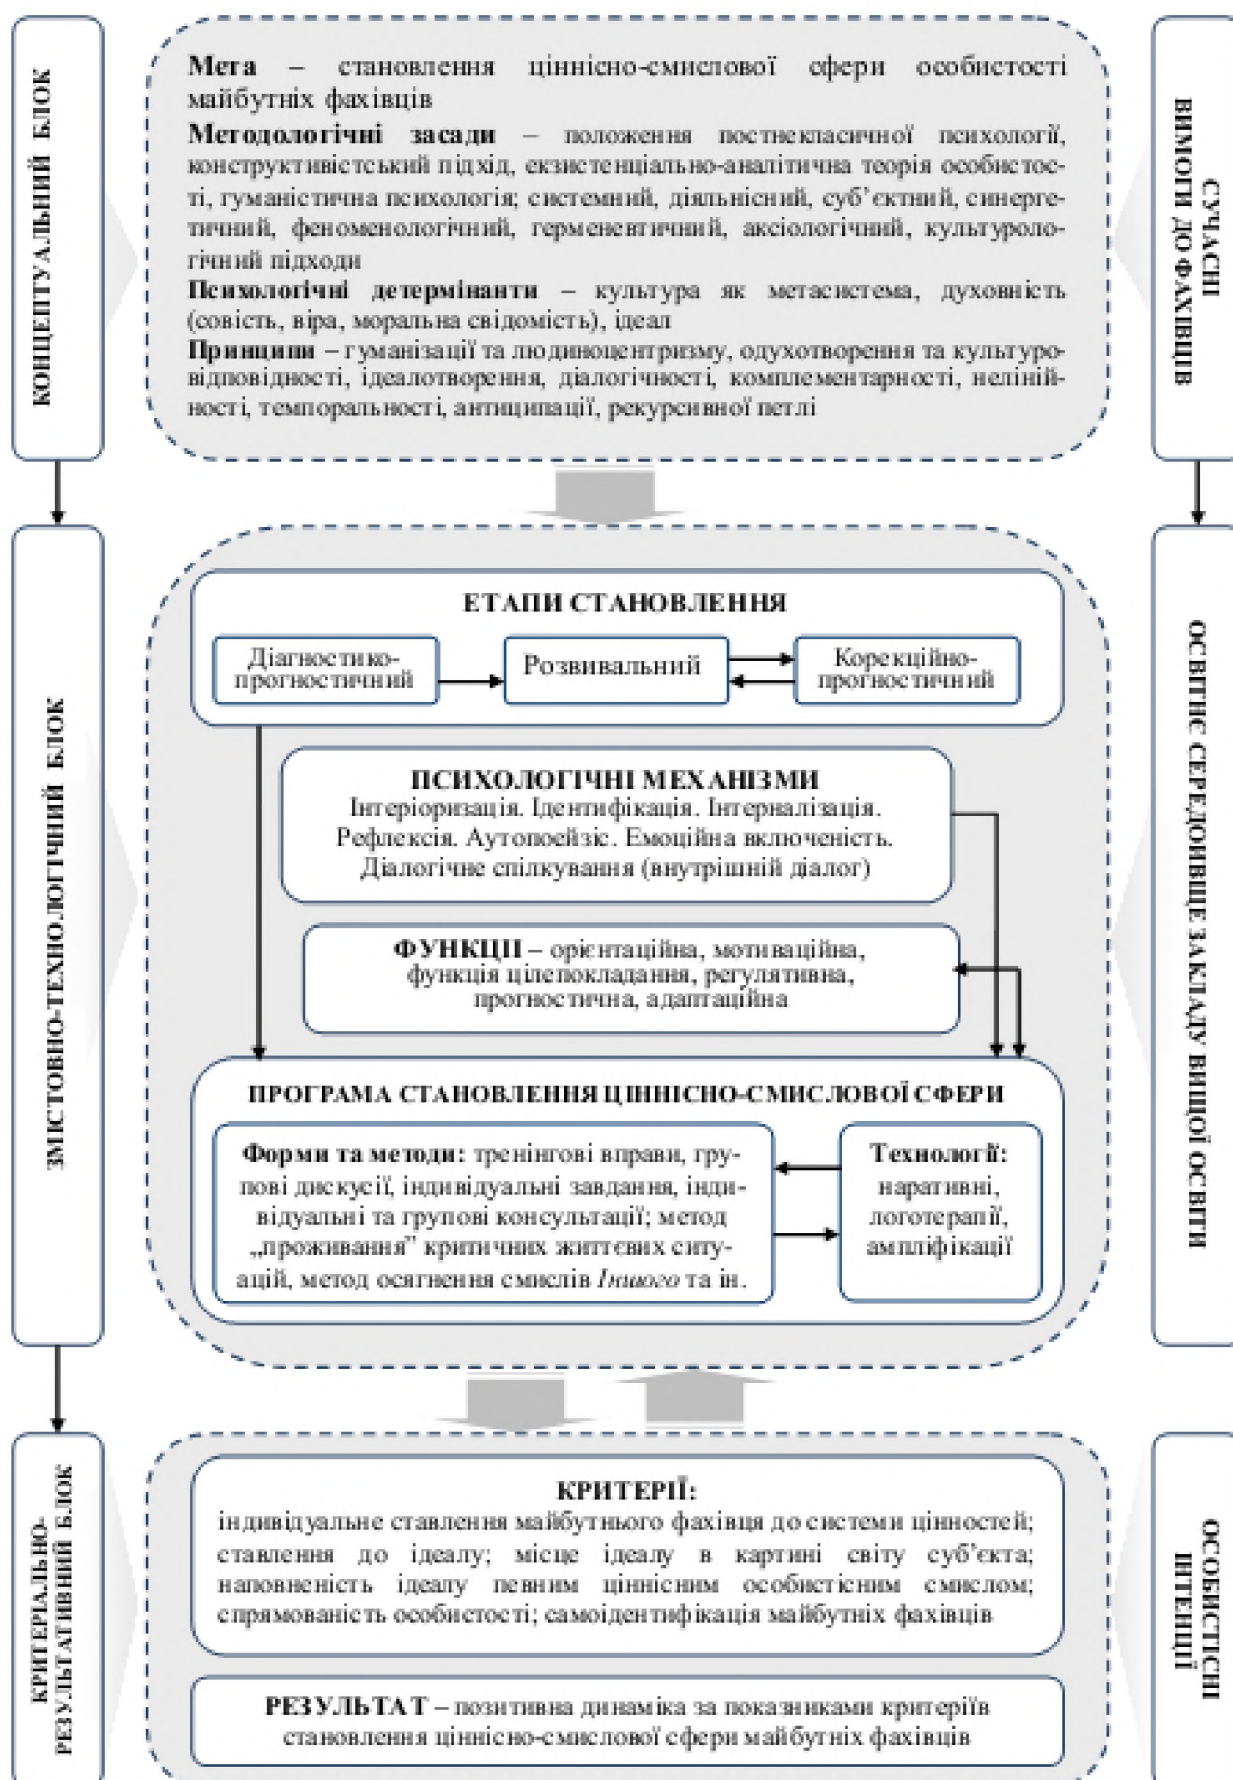 КОНЦЕПТУАЛЬНИЙ БЛОК
Мета – становлення ціннісно-смислової сфери особистості
майбутніх фахівців
Методологічні засади – положення постнекласичної психології,
конструктивістський підхід, екзистенціально-аналітична теорія особистос-
ті, гуманістична психологія; системний, діяльнісний, суб’єктний, синерге-
тичний, феноменологічний, герменевтичний, аксіологічний, культуроло-
гічний підходи
Психологічні детермінанти – культура як метасистема, духовність
(совість, віра, моральна свідомість), ідеал
Принципи – гуманізації та людиноцентризму, одухотворення та культуро-
відповідності, ідеалотворення, діалогічності, комплементарності, неліній-
ності, темпоральності, антиципації, рекурсивної петлі
СУЧАСНІ
ВИМОГИ ДО ФАХІВЦІВ
ЗМІСТОВНО-ТЕХНОЛОГІЧНИЙ БЛОК
ЕТАПИ СТАНОВЛЕННЯ
Діагностико-
прогностичний
Розвивальний
Корекційно-
прогностичний
ПСИХОЛОГІЧНІ МЕХАНІЗМИ
Інтеріоризація. Ідентифікація. Інтерналізація.
Рефлексія. Аутопоейзіс. Емоційна включеність.
Діалогічне спілкування (внутрішній діалог)
ФУНКЦІЇ – орієнтаційна, мотиваційна,
функція цілепокладання, регулятивна,
прогностична, адаптаційна
ПРОГРАМА СТАНОВЛЕННЯ ЦІННІСНО-СМИСЛОВОЇ СФЕРИ
Форми та методи: тренінгові вправи, гру-
пові дискусії, індивідуальні завдання, інди-
відуальні та групові консультації; метод
„проживання” критичних життєвих ситу-
ацій, метод осягнення смислів Іншого та ін.
Технології:
наративні,
логотерапії,
ампліфікації
ОСВІТНЄ СЕРЕДОИВЩЕ ЗАКЛАДУ ВИЩОЇ ОСВІТИ
КРИТЕРІАЛЬНО-
РЕЗУЛЬТАТИВНИЙ БЛОК
КРИТЕРІЇ:
індивідуальне ставлення майбутнього фахівця до системи цінностей;
ставлення до ідеалу; місце ідеалу в картині світу суб’єкта;
наповненість ідеалу певним ціннісним особистісним смислом;
спрямованість особистості; самоідентифікація майбутніх фахівців
РЕЗУЛЬТАТ – позитивна динаміка за показниками критеріїв
становлення ціннісно-смислової сфери майбутніх фахівців
ОСОБИСТІСНІ
ІНТЕНЦІЇ